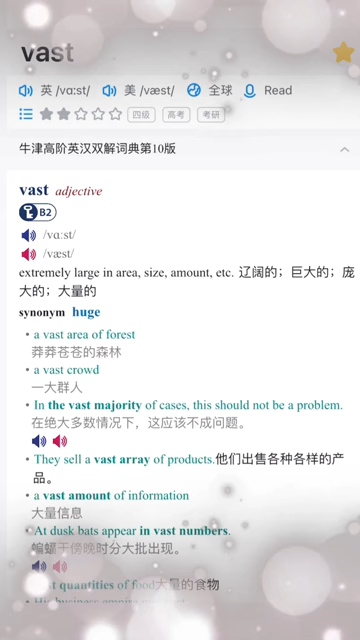 vast
英 /vɑːst/ 美 /væst/ 全球 Read
四级 高考 考研
牛津高阶英汉双解词典第10版
vast adjective
B2
/vɑːst/
/væst/
extremely large in area, size, amount, etc. 辽阔的；巨大的；庞
大的；大量的
synonym huge
• a vast area of forest
莽莽苍苍的森林
• a vast crowd
一大群人
• In the vast majority of cases, this should not be a problem.
在绝大多数情况下，这应该不成问题。
• They sell a vast array of products.他们出售各种各样的产
品。
• a vast amount of information
大量信息
• At dusk bats appear in vast numbers.
蝙蝠于傍晚时分大批出现。
quantities of food大量的食物
His business empire